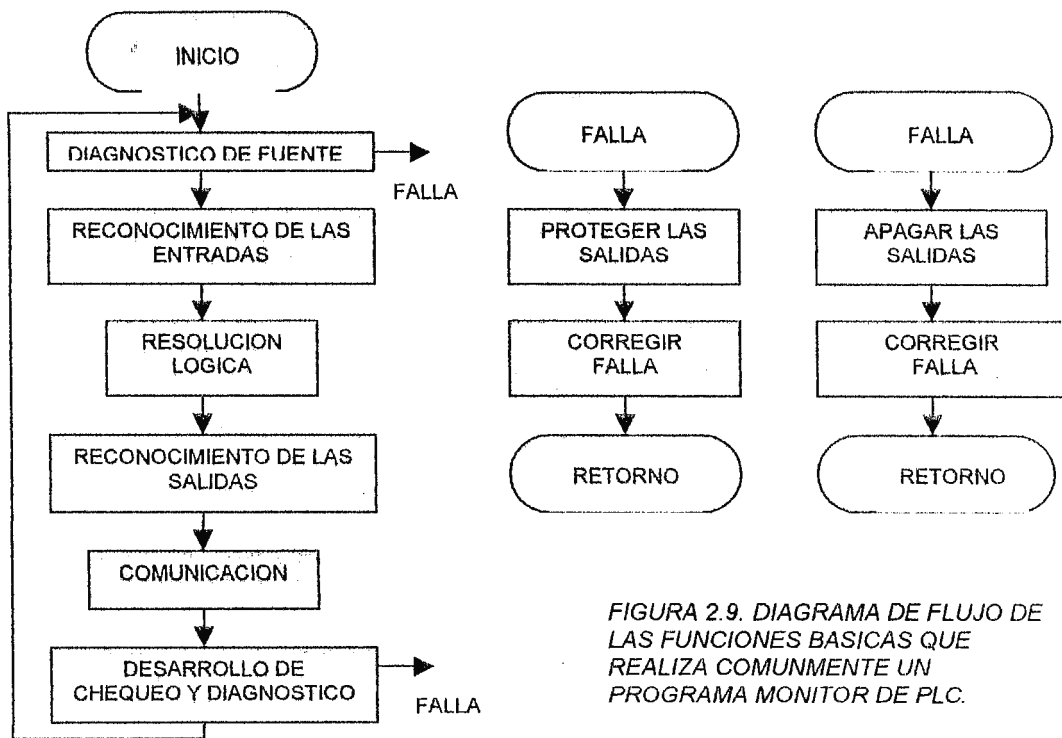 INICIO
DIAGNOSTICO DE FUENTE
FALLA
RECONOCIMIENTO DE LAS
ENTRADAS
RESOLUCION
LOGICA
RECONOCIMIENTO DE LAS
SALIDAS
COMUNICACION
DESARROLLO DE
CHEQUEO Y DIAGNOSTICO
FALLA
FALLA
PROTEGER LAS
SALIDAS
CORREGIR
FALLA
RETORNO
FALLA
APAGAR LAS
SALIDAS
CORREGIR
FALLA
RETORNO
FIGURA 2.9. DIAGRAMA DE FLUJO DE
LAS FUNCIONES BASICAS QUE
REALIZA COMUNMENTE UN
PROGRAMA MONITOR DE PLC.